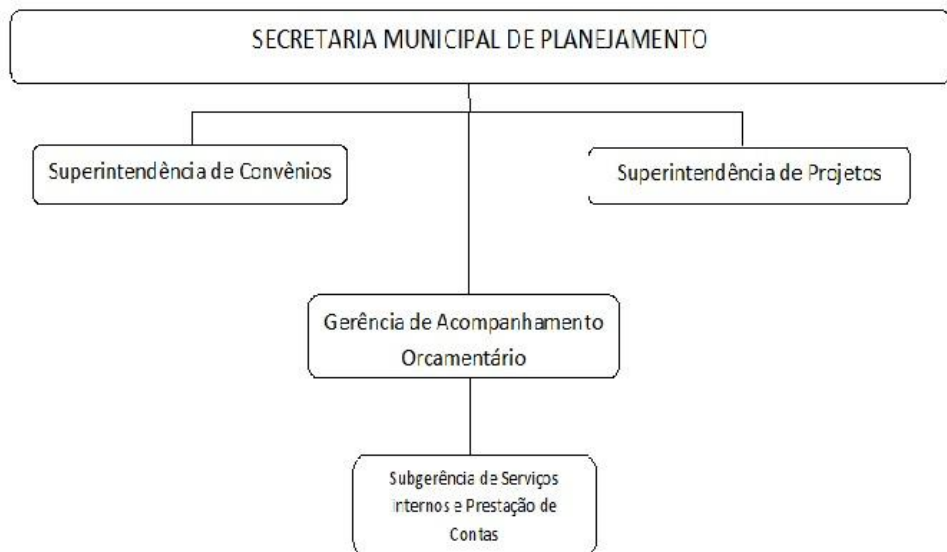 SECRETARIA MUNICIPAL DE PLANEJAMENTO
Superintendência de Convênios
Superintendência de Projetos
Gerência de Acompanhamento
Orcamentário
Subgerência de Serviços
internos e Prestação de
Contas